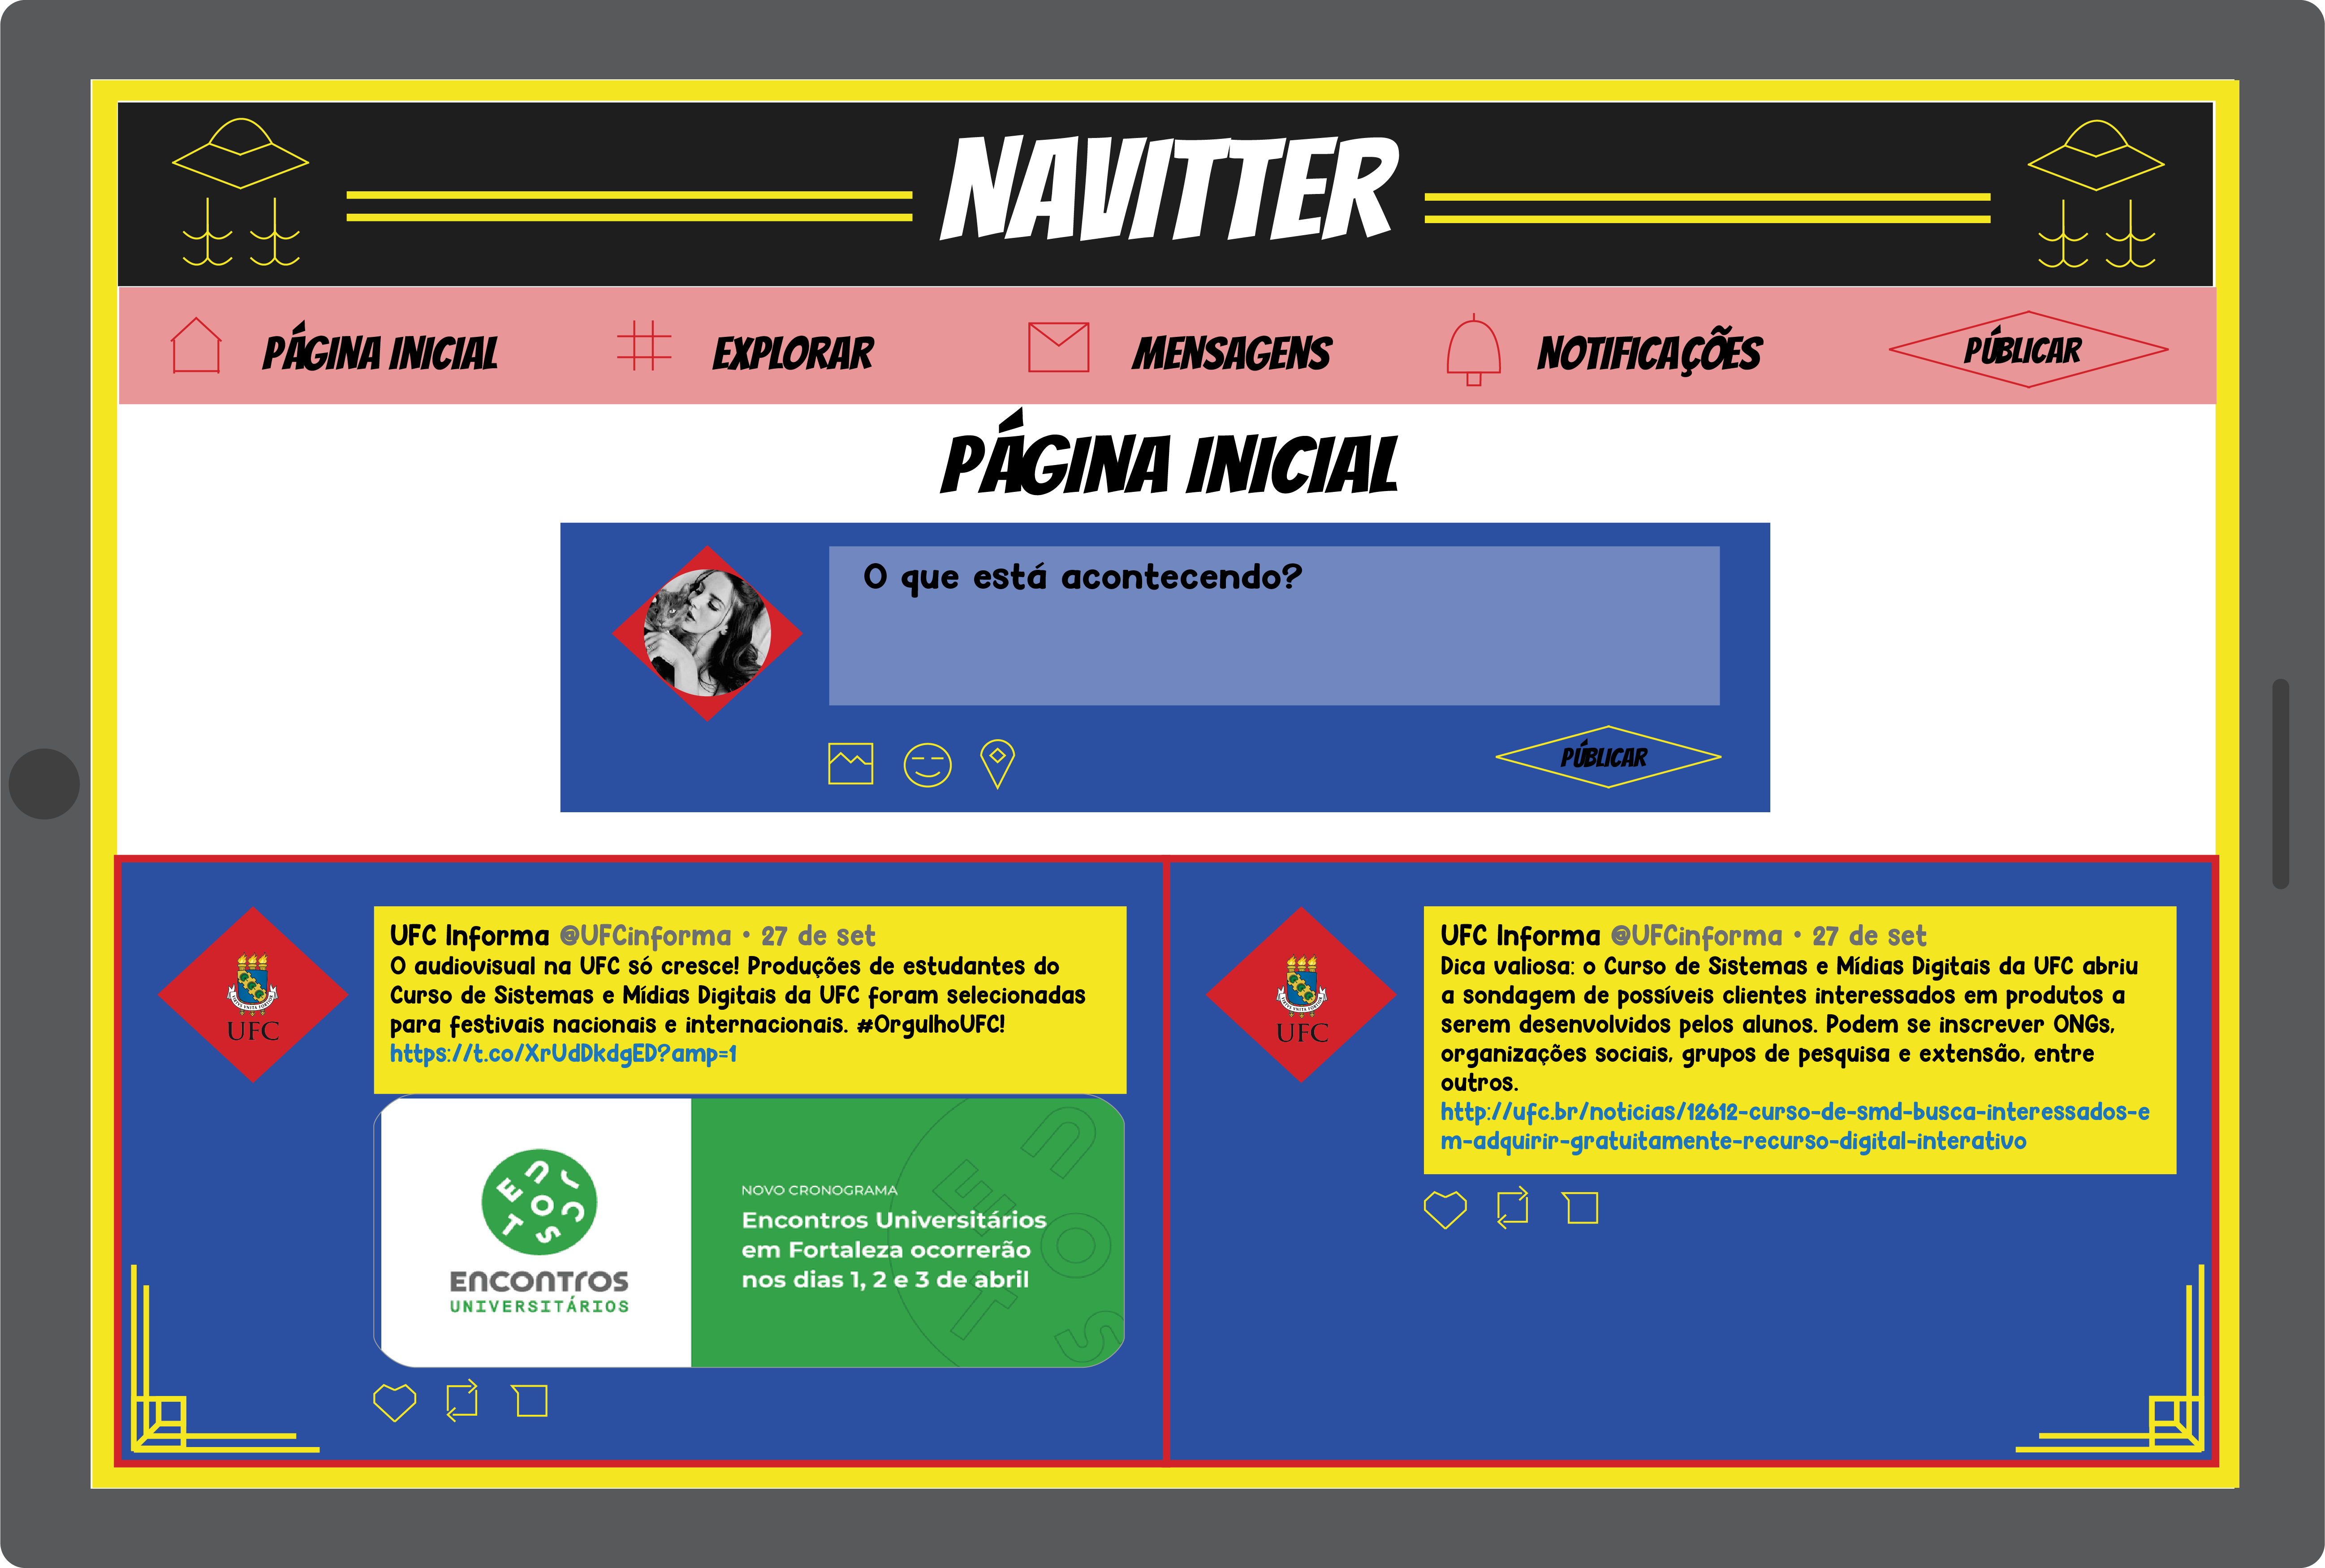 NAVITTER
PÁGINA INICIAL
EXPLORAR
MENSAGENS
NOTIFICAÇÕES
PÚBLICAR
PÁGINA INICIAL
O que está acontecendo?
PÚBLICAR
UFC
UFC Informa @UFCinforma • 27 de set
O audiovisual na UFC só cresce! Produções de estudantes do
Curso de Sistemas e Mídias Digitais da UFC foram selecionadas
para festivais nacionais e internacionais. #OrgulhoUFC!
https://t.co/XrUdDkdgED?amp=1
ENCONTROS
UNIVERSITÁRIOS
NOVO CRONOGRAMA
Encontros Universitários
em Fortaleza ocorrerão
nos dias 1, 2 e 3 de abril
UFC
UFC Informa @UFCinforma • 27 de set
Dica valiosa: o Curso de Sistemas e Mídias Digitais da UFC abriu
a sondagem de possíveis clientes interessados em produtos a
serem desenvolvidos pelos alunos. Podem se inscrever ONGs,
organizações sociais, grupos de pesquisa e extensão, entre
outros.
http://ufc.br/noticias/12612-curso-de-smd-busca-interessados-e
m-adquirir-gratuitamente-recurso-digital-interativo